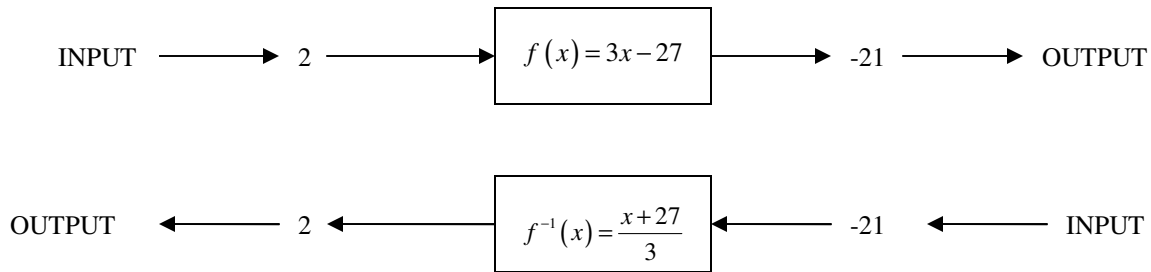 INPUT 2 f(x) = 3x − 27 -21 OUTPUT
OUTPUT 2 f⁻¹(x) = (x + 27)/3 -21 INPUT